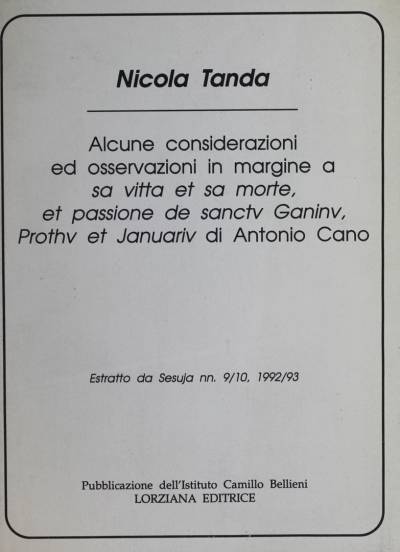 Nicola Tanda
Alcune considerazioni
ed osservazioni in margine a
sa vitta et sa morte,
et passione de sanctv Ganinv,
Prothv et Januariv di Antonio Cano
Estratto da Sesuja nn. 9/10, 1992/93
Pubblicazione dell'Istituto Camillo Bellieni
LORZIANA EDITRICE